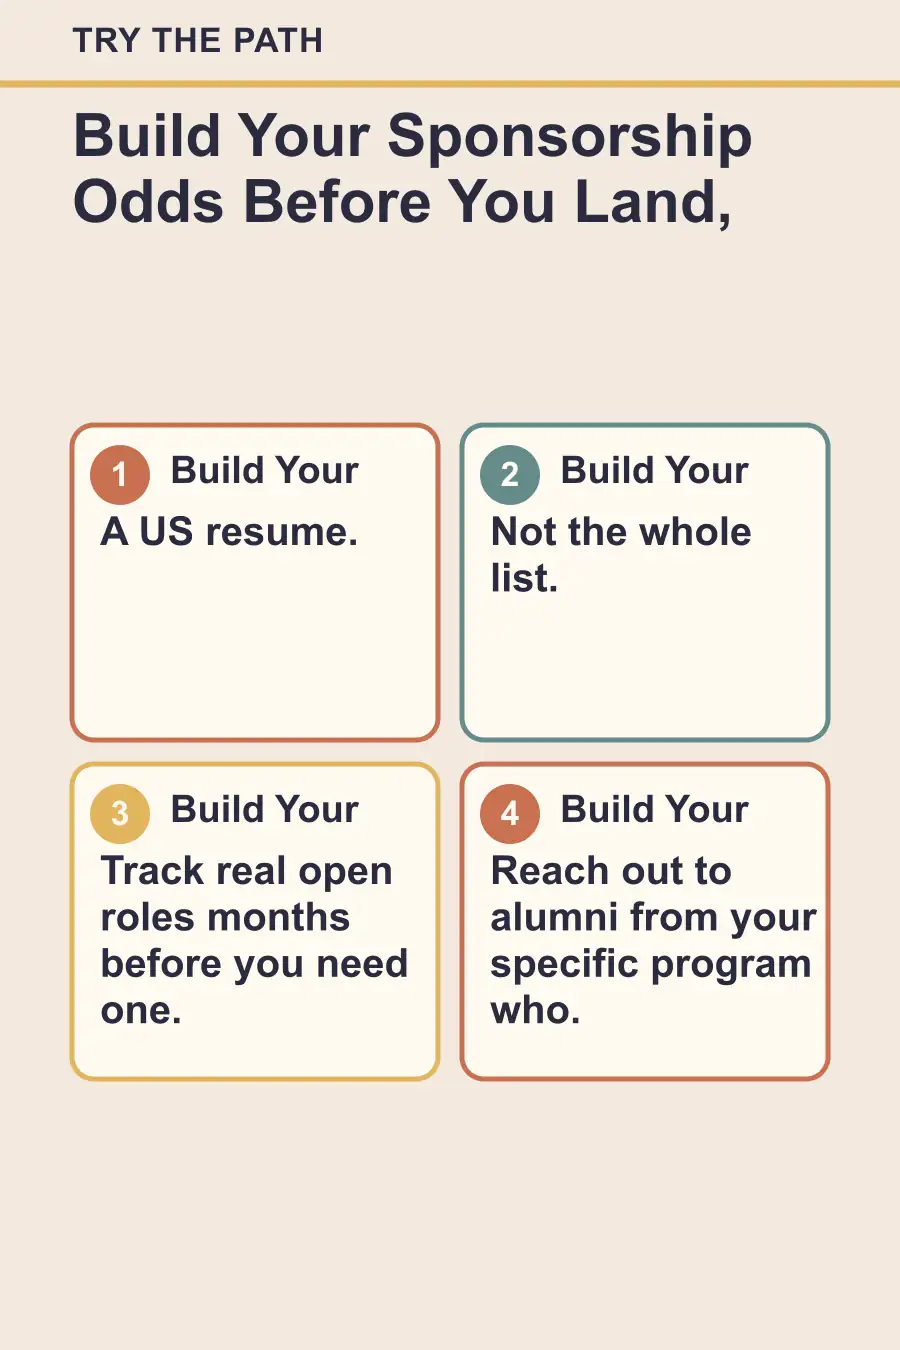 TRY THE PATH
Build Your Sponsorship
Odds Before You Land,
1 Build Your
A US resume.
2 Build Your
Not the whole
list.
3 Build Your
Track real open
roles months
before you need
one.
4 Build Your
Reach out to
alumni from your
specific program
who.